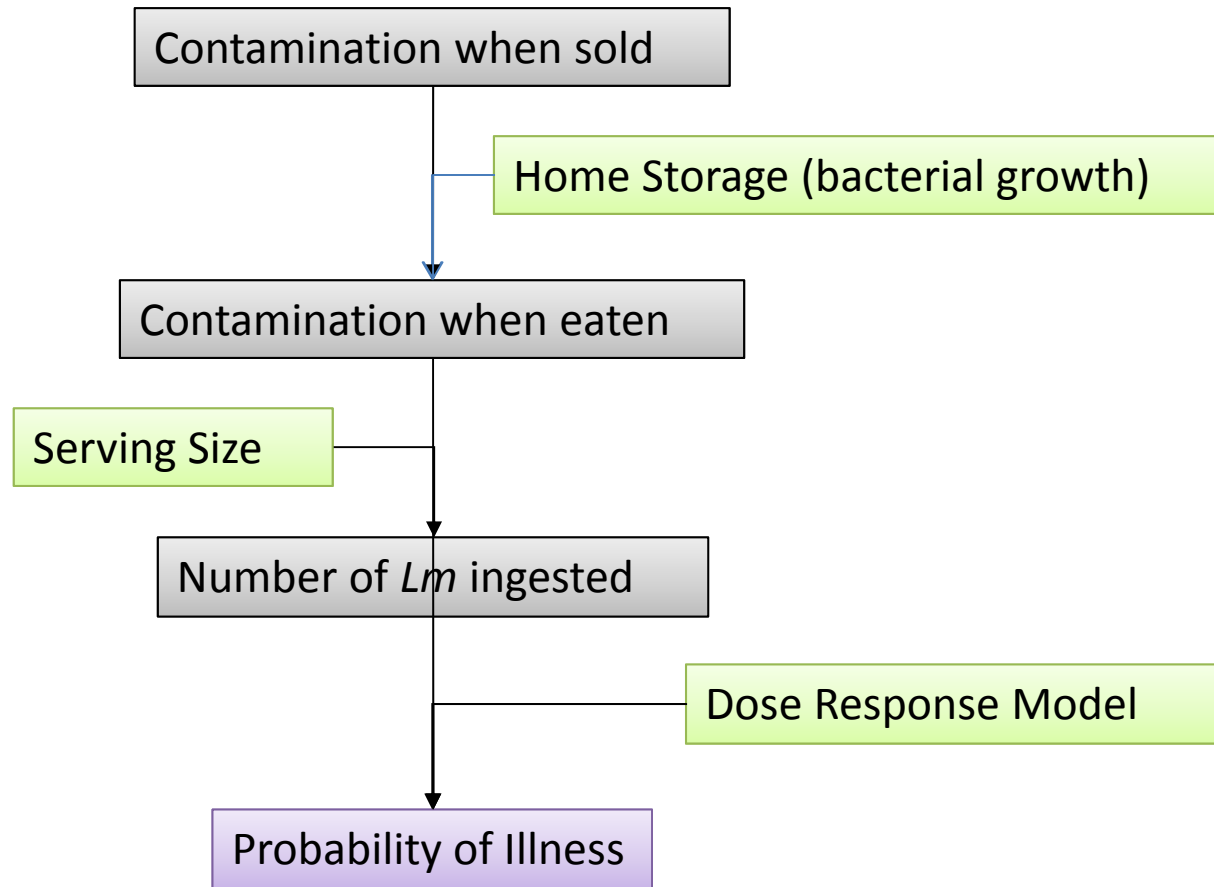 Contamination when sold
Home Storage (bacterial growth)
Contamination when eaten
Serving Size
Number of Lm ingested
Dose Response Model
Probability of Illness